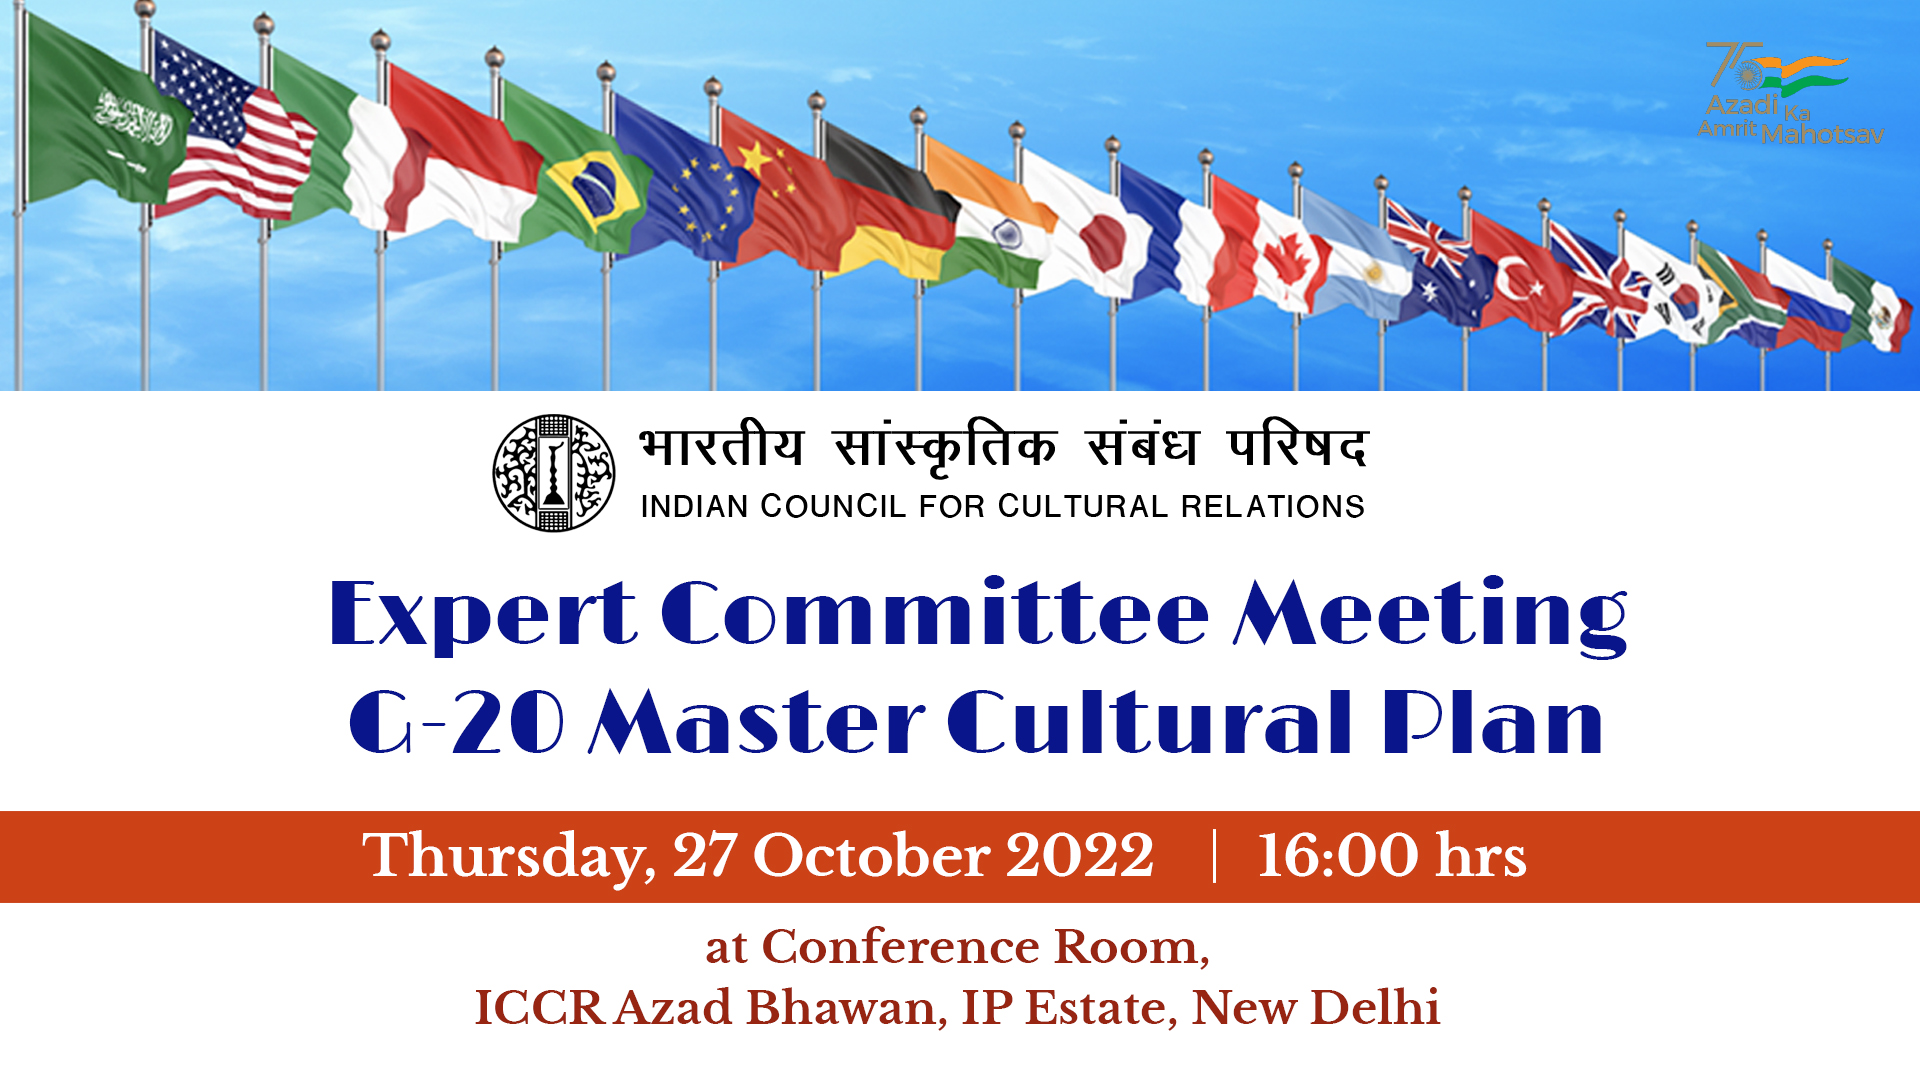 75
Azadi Ka
Amrit Mahotsav
भारतीय सांस्कृतिक संबंध परिषद
INDIAN COUNCIL FOR CULTURAL RELATIONS
Expert Committee Meeting
G-20 Master Cultural Plan
Thursday, 27 October 2022 | 16:00 hrs
at Conference Room,
ICCR Azad Bhawan, IP Estate, New Delhi